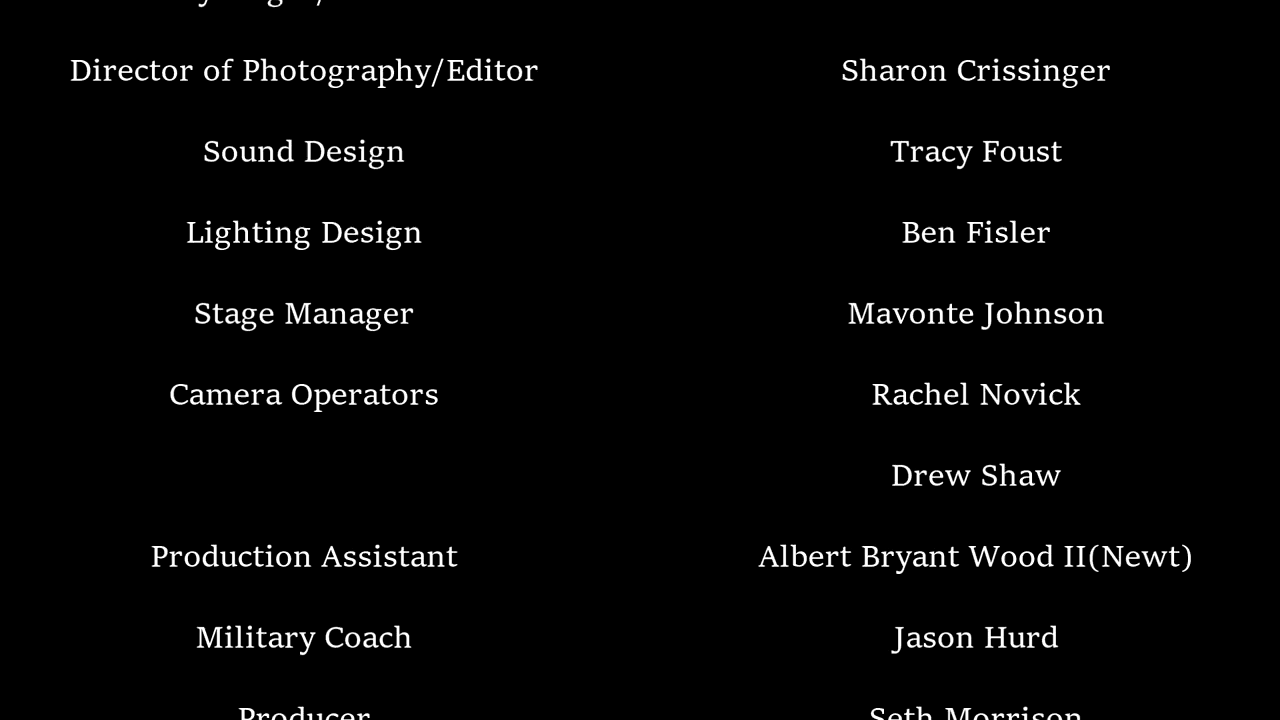 Director of Photography/Editor Sharon Crissinger
Sound Design Tracy Foust
Lighting Design Ben Fisler
Stage Manager Mavonte Johnson
Camera Operators Rachel Novick
Drew Shaw
Production Assistant Albert Bryant Wood II(Newt)
Military Coach Jason Hurd
Producer Seth Morrison